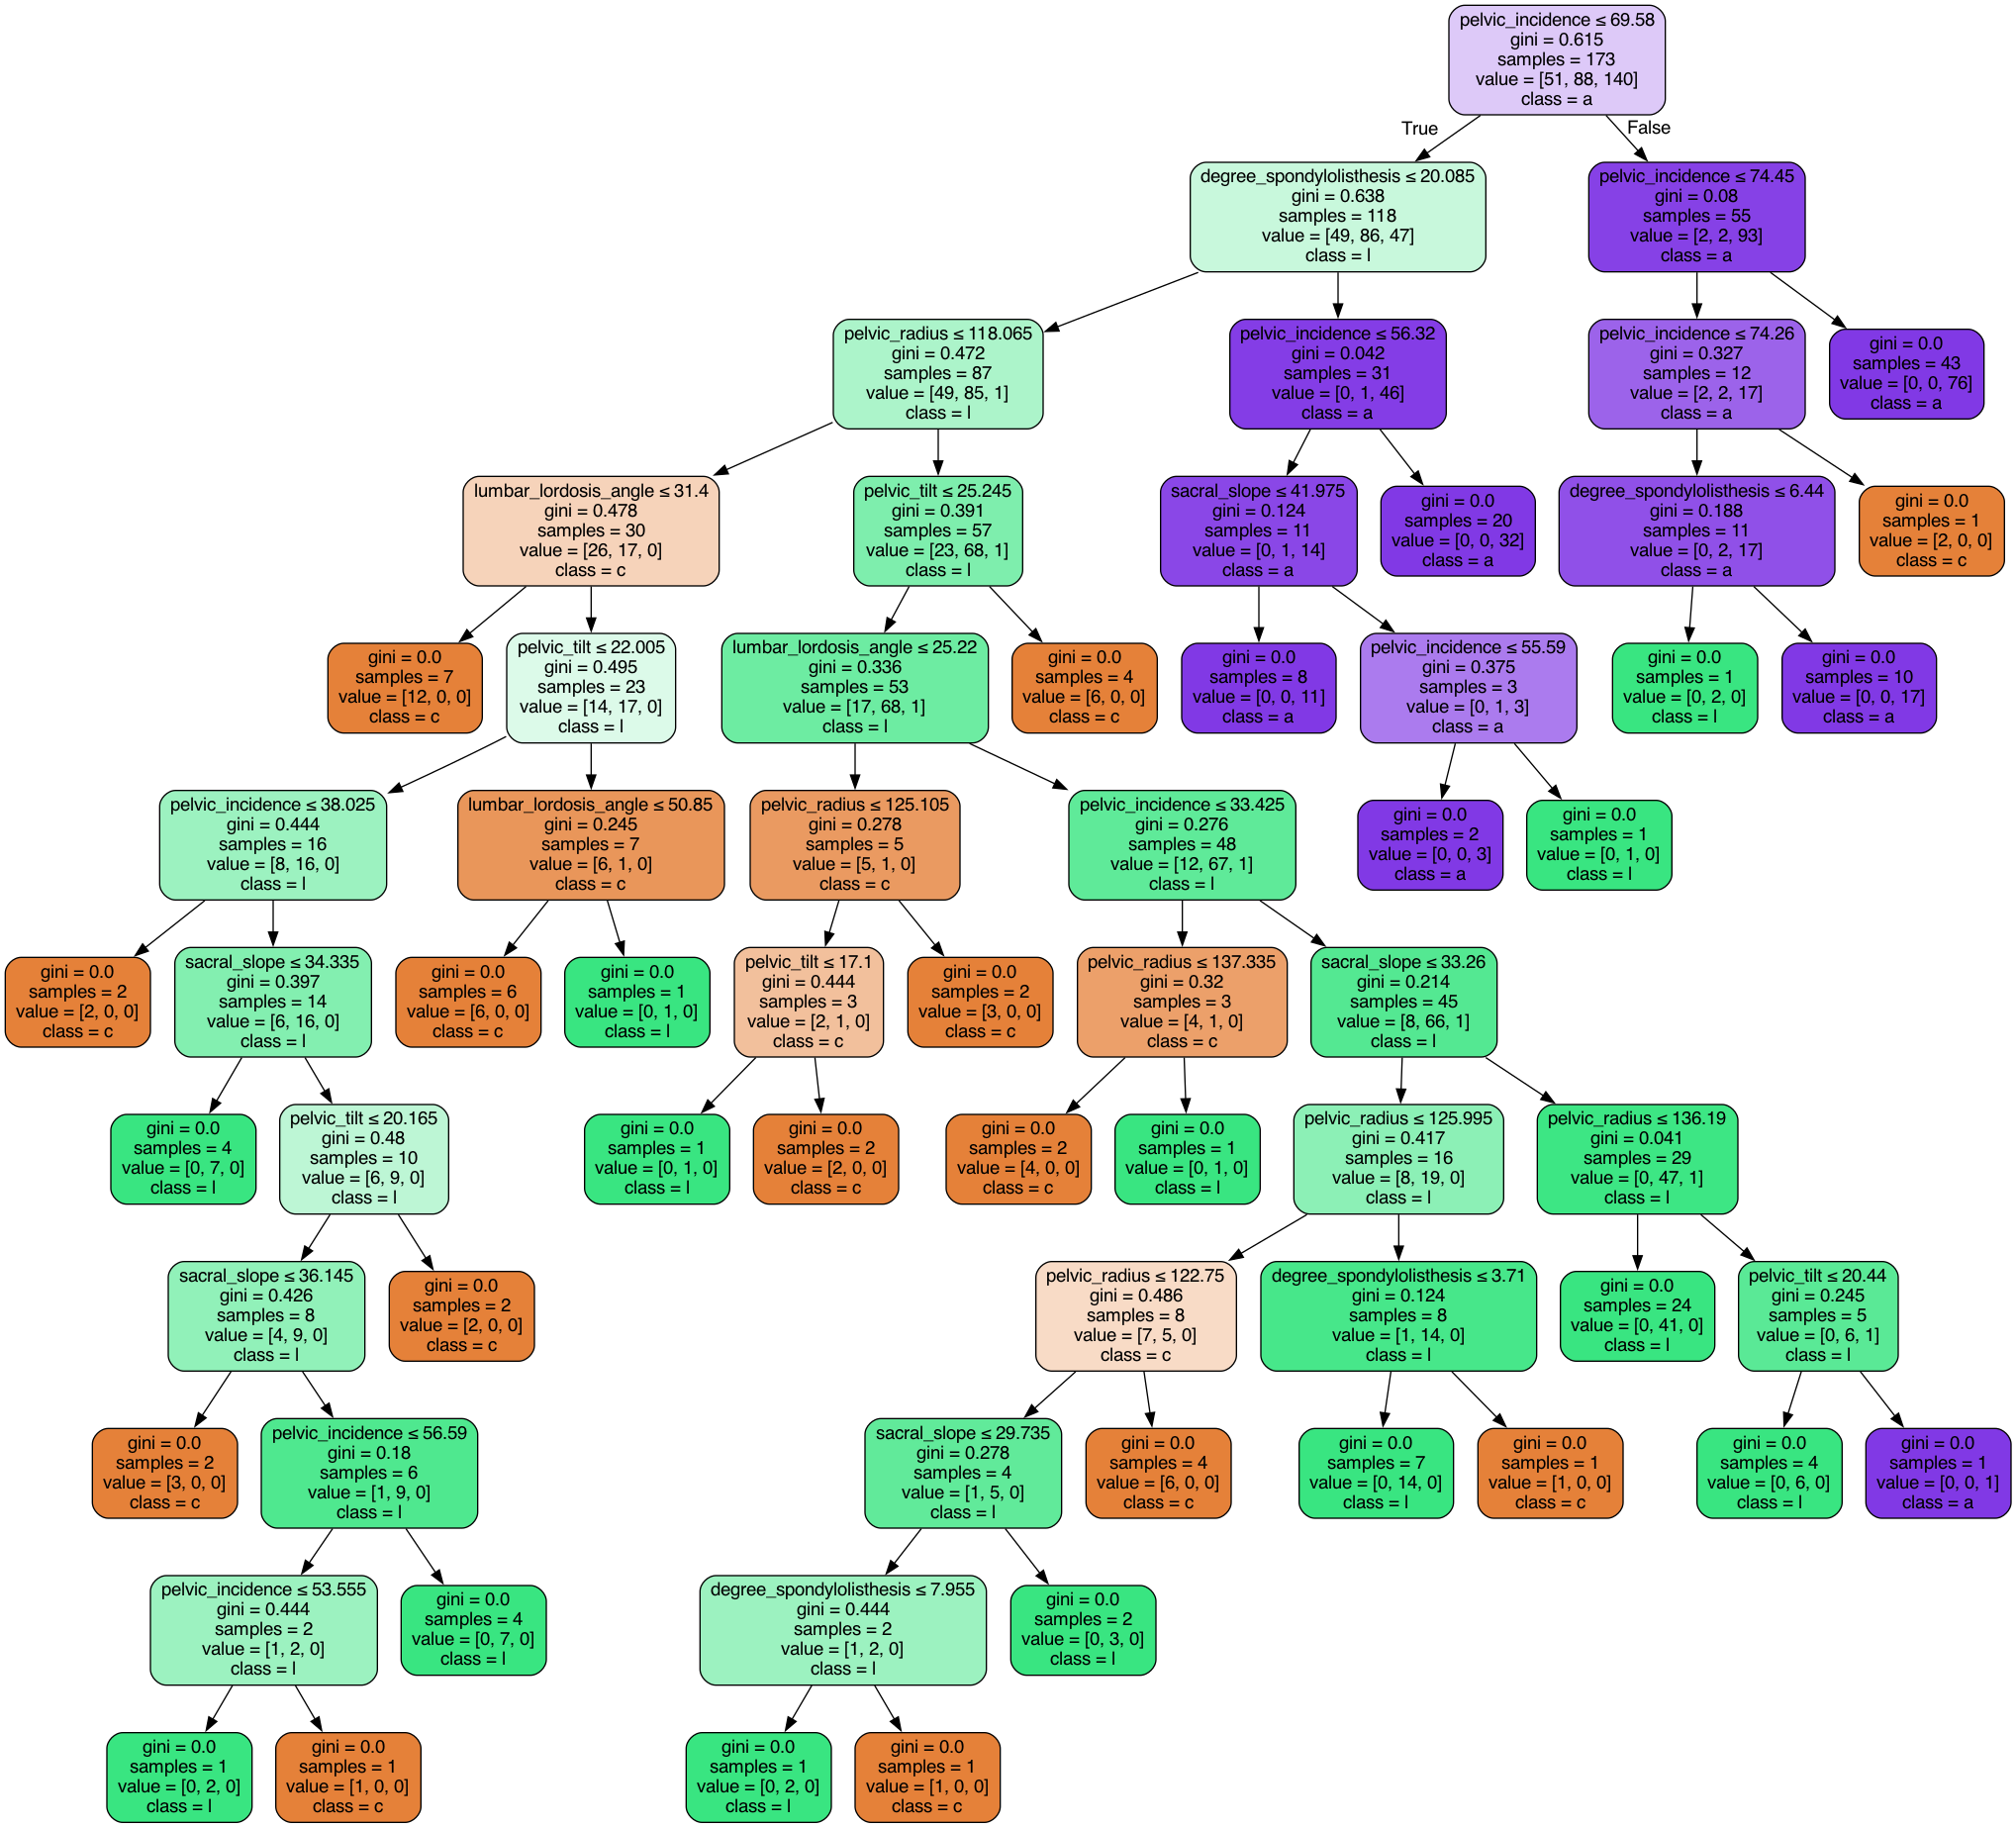 pelvic_incidence ≤ 69.58
gini = 0.615
samples = 173
value = [51, 88, 140]
class = a
True
False
degree_spondylolisthesis ≤ 20.085
gini = 0.638
samples = 118
value = [49, 86, 47]
class = l
pelvic_incidence ≤ 74.45
gini = 0.08
samples = 55
value = [2, 2, 93]
class = a
pelvic_radius ≤ 118.065
gini = 0.472
samples = 87
value = [49, 85, 1]
class = l
pelvic_incidence ≤ 56.32
gini = 0.042
samples = 31
value = [0, 1, 46]
class = a
pelvic_incidence ≤ 74.26
gini = 0.327
samples = 12
value = [2, 2, 17]
class = a
gini = 0.0
samples = 43
value = [0, 0, 76]
class = a
lumbar_lordosis_angle ≤ 31.4
gini = 0.478
samples = 30
value = [26, 17, 0]
class = c
pelvic_tilt ≤ 25.245
gini = 0.391
samples = 57
value = [23, 68, 1]
class = l
sacral_slope ≤ 41.975
gini = 0.124
samples = 11
value = [0, 1, 14]
class = a
gini = 0.0
samples = 20
value = [0, 0, 32]
class = a
degree_spondylolisthesis ≤ 6.44
gini = 0.188
samples = 11
value = [0, 2, 17]
class = a
gini = 0.0
samples = 1
value = [2, 0, 0]
class = c
gini = 0.0
samples = 7
value = [12, 0, 0]
class = c
pelvic_tilt ≤ 22.005
gini = 0.495
samples = 23
value = [14, 17, 0]
class = l
lumbar_lordosis_angle ≤ 25.22
gini = 0.336
samples = 53
value = [17, 68, 1]
class = l
gini = 0.0
samples = 4
value = [6, 0, 0]
class = c
gini = 0.0
samples = 8
value = [0, 0, 11]
class = a
pelvic_incidence ≤ 55.59
gini = 0.375
samples = 3
value = [0, 1, 3]
class = a
gini = 0.0
samples = 1
value = [0, 2, 0]
class = l
gini = 0.0
samples = 10
value = [0, 0, 17]
class = a
pelvic_incidence ≤ 38.025
gini = 0.444
samples = 16
value = [8, 16, 0]
class = l
lumbar_lordosis_angle ≤ 50.85
gini = 0.245
samples = 7
value = [6, 1, 0]
class = c
pelvic_radius ≤ 125.105
gini = 0.278
samples = 5
value = [5, 1, 0]
class = c
pelvic_incidence ≤ 33.425
gini = 0.276
samples = 48
value = [12, 67, 1]
class = l
gini = 0.0
samples = 2
value = [0, 0, 3]
class = a
gini = 0.0
samples = 1
value = [0, 1, 0]
class = l
gini = 0.0
samples = 2
value = [2, 0, 0]
class = c
sacral_slope ≤ 34.335
gini = 0.397
samples = 14
value = [6, 16, 0]
class = l
gini = 0.0
samples = 6
value = [6, 0, 0]
class = c
gini = 0.0
samples = 1
value = [0, 1, 0]
class = l
pelvic_tilt ≤ 17.1
gini = 0.444
samples = 3
value = [2, 1, 0]
class = c
gini = 0.0
samples = 2
value = [3, 0, 0]
class = c
pelvic_radius ≤ 137.335
gini = 0.32
samples = 3
value = [4, 1, 0]
class = c
sacral_slope ≤ 33.26
gini = 0.214
samples = 45
value = [8, 66, 1]
class = l
gini = 0.0
samples = 4
value = [0, 7, 0]
class = l
pelvic_tilt ≤ 20.165
gini = 0.48
samples = 10
value = [6, 9, 0]
class = l
gini = 0.0
samples = 1
value = [0, 1, 0]
class = l
gini = 0.0
samples = 2
value = [2, 0, 0]
class = c
gini = 0.0
samples = 2
value = [4, 0, 0]
class = c
gini = 0.0
samples = 1
value = [0, 1, 0]
class = l
pelvic_radius ≤ 125.995
gini = 0.417
samples = 16
value = [8, 19, 0]
class = l
pelvic_radius ≤ 136.19
gini = 0.041
samples = 29
value = [0, 47, 1]
class = l
sacral_slope ≤ 36.145
gini = 0.426
samples = 8
value = [4, 9, 0]
class = l
gini = 0.0
samples = 2
value = [2, 0, 0]
class = c
pelvic_radius ≤ 122.75
gini = 0.486
samples = 8
value = [7, 5, 0]
class = c
degree_spondylolisthesis ≤ 3.71
gini = 0.124
samples = 8
value = [1, 14, 0]
class = l
gini = 0.0
samples = 24
value = [0, 41, 0]
class = l
pelvic_tilt ≤ 20.44
gini = 0.245
samples = 5
value = [0, 6, 1]
class = l
gini = 0.0
samples = 2
value = [3, 0, 0]
class = c
pelvic_incidence ≤ 56.59
gini = 0.18
samples = 6
value = [1, 9, 0]
class = l
sacral_slope ≤ 29.735
gini = 0.278
samples = 4
value = [1, 5, 0]
class = l
gini = 0.0
samples = 4
value = [6, 0, 0]
class = c
gini = 0.0
samples = 7
value = [0, 14, 0]
class = l
gini = 0.0
samples = 1
value = [1, 0, 0]
class = c
gini = 0.0
samples = 4
value = [0, 6, 0]
class = l
gini = 0.0
samples = 1
value = [0, 0, 1]
class = a
pelvic_incidence ≤ 53.555
gini = 0.444
samples = 2
value = [1, 2, 0]
class = l
gini = 0.0
samples = 4
value = [0, 7, 0]
class = l
degree_spondylolisthesis ≤ 7.955
gini = 0.444
samples = 2
value = [1, 2, 0]
class = l
gini = 0.0
samples = 2
value = [0, 3, 0]
class = l
gini = 0.0
samples = 1
value = [0, 2, 0]
class = l
gini = 0.0
samples = 1
value = [1, 0, 0]
class = c
gini = 0.0
samples = 1
value = [0, 2, 0]
class = l
gini = 0.0
samples = 1
value = [1, 0, 0]
class = c